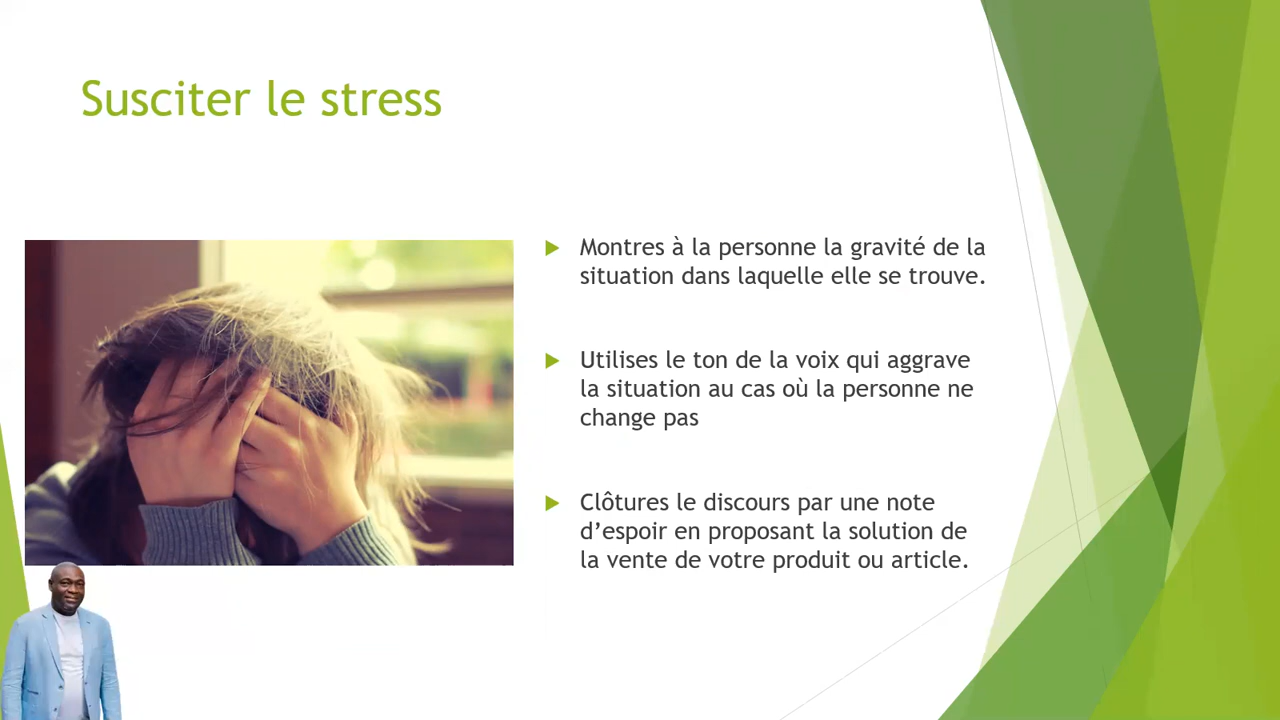 Susciter le stress
Montres à la personne la gravité de la
situation dans laquelle elle se trouve.
Utilises le ton de la voix qui aggrave
la situation au cas où la personne ne
change pas
Clôtures le discours par une note
d’espoir en proposant la solution de
la vente de votre produit ou article.